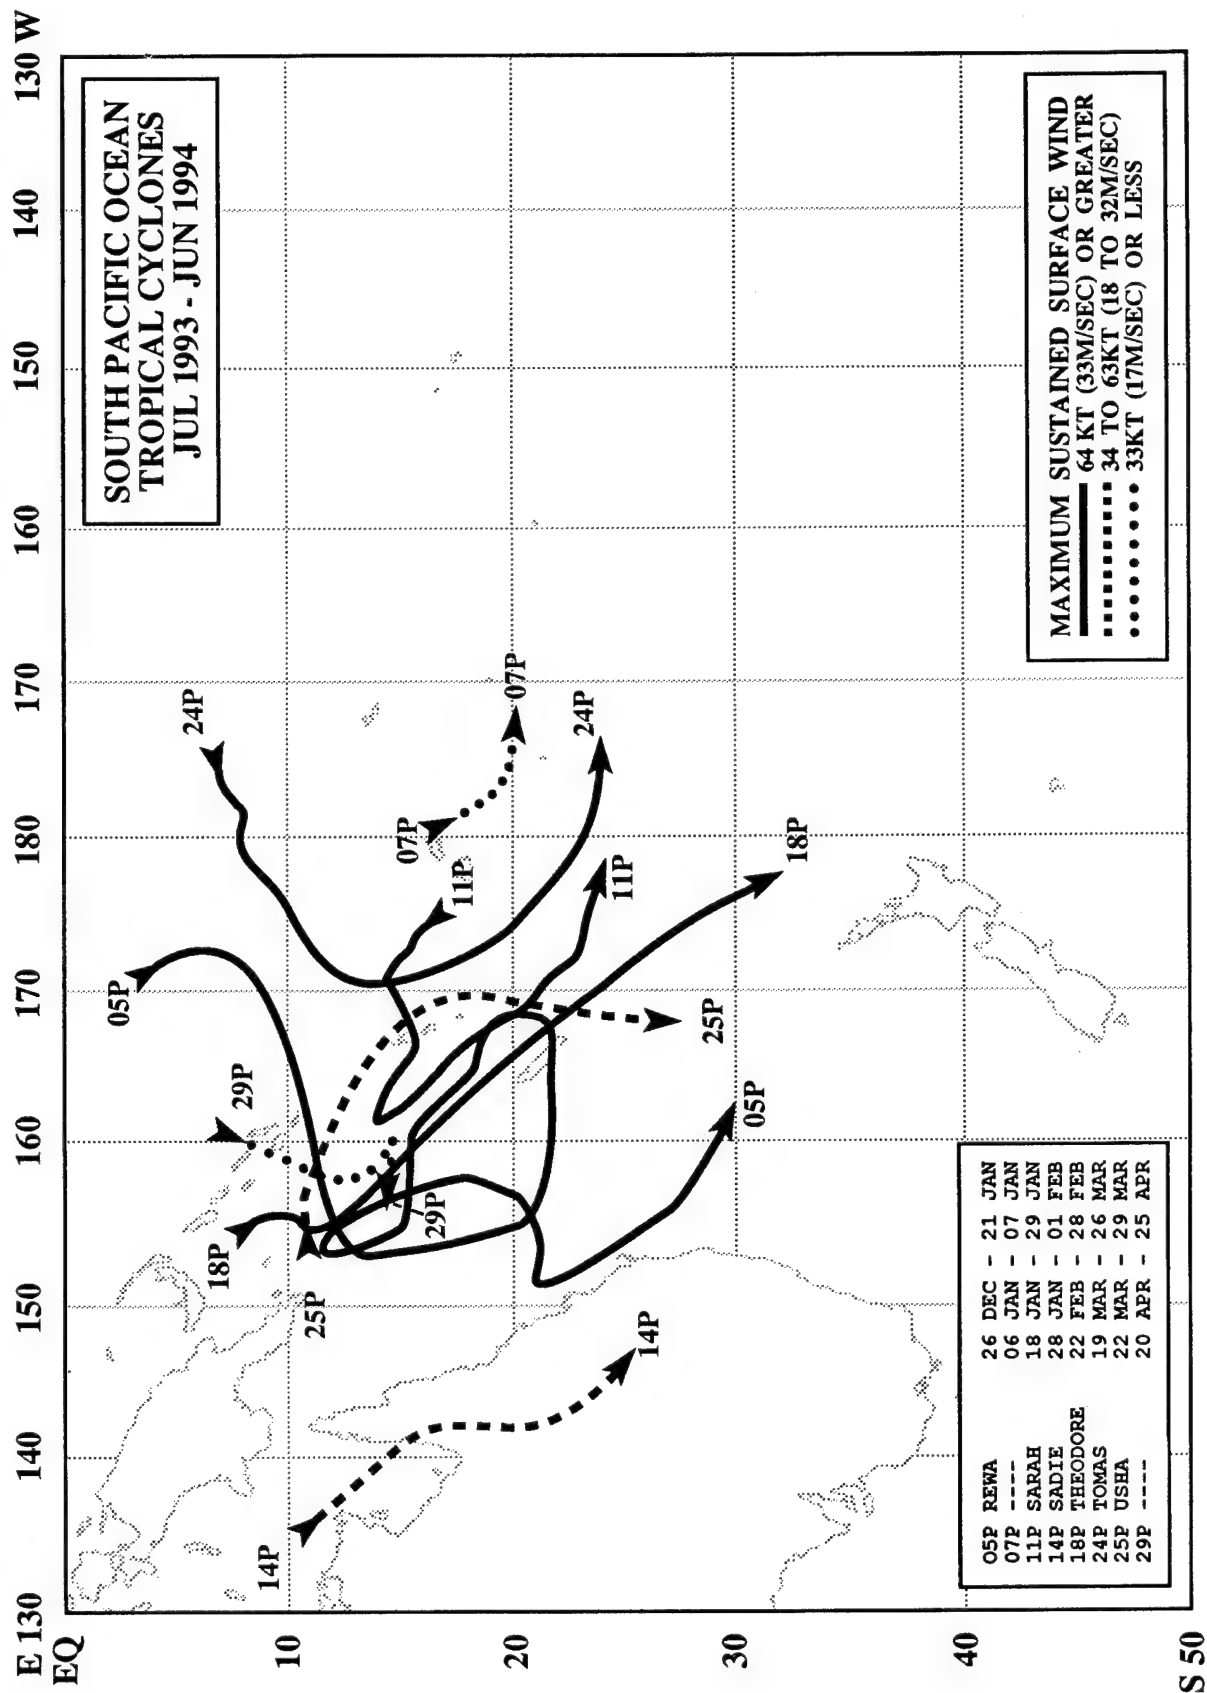 SOUTH PACIFIC OCEAN
TROPICAL CYCLONES
JUL 1993 - JUN 1994
E 130
140
150
160
170
180
170
160
150
140
130 W
EQ
10
20
30
40
S 50
24P
05P
07P
07P
29P
11P
24P
18P
11P
18P
25P
29P
25P
05P
14P
14P
MAXIMUM SUSTAINED SURFACE WIND
64 KT (33M/SEC) OR GREATER
34 TO 63KT (18 TO 32M/SEC)
33KT (17M/SEC) OR LESS
05P REWA 26 DEC - 21 JAN
07P ---- 06 JAN - 07 JAN
11P SARAH 18 JAN - 29 JAN
14P SADIE 28 JAN - 01 FEB
18P THEODORE 22 FEB - 28 FEB
24P TOMAS 19 MAR - 26 MAR
25P USHA 22 MAR - 29 MAR
29P ---- 20 APR - 25 APR